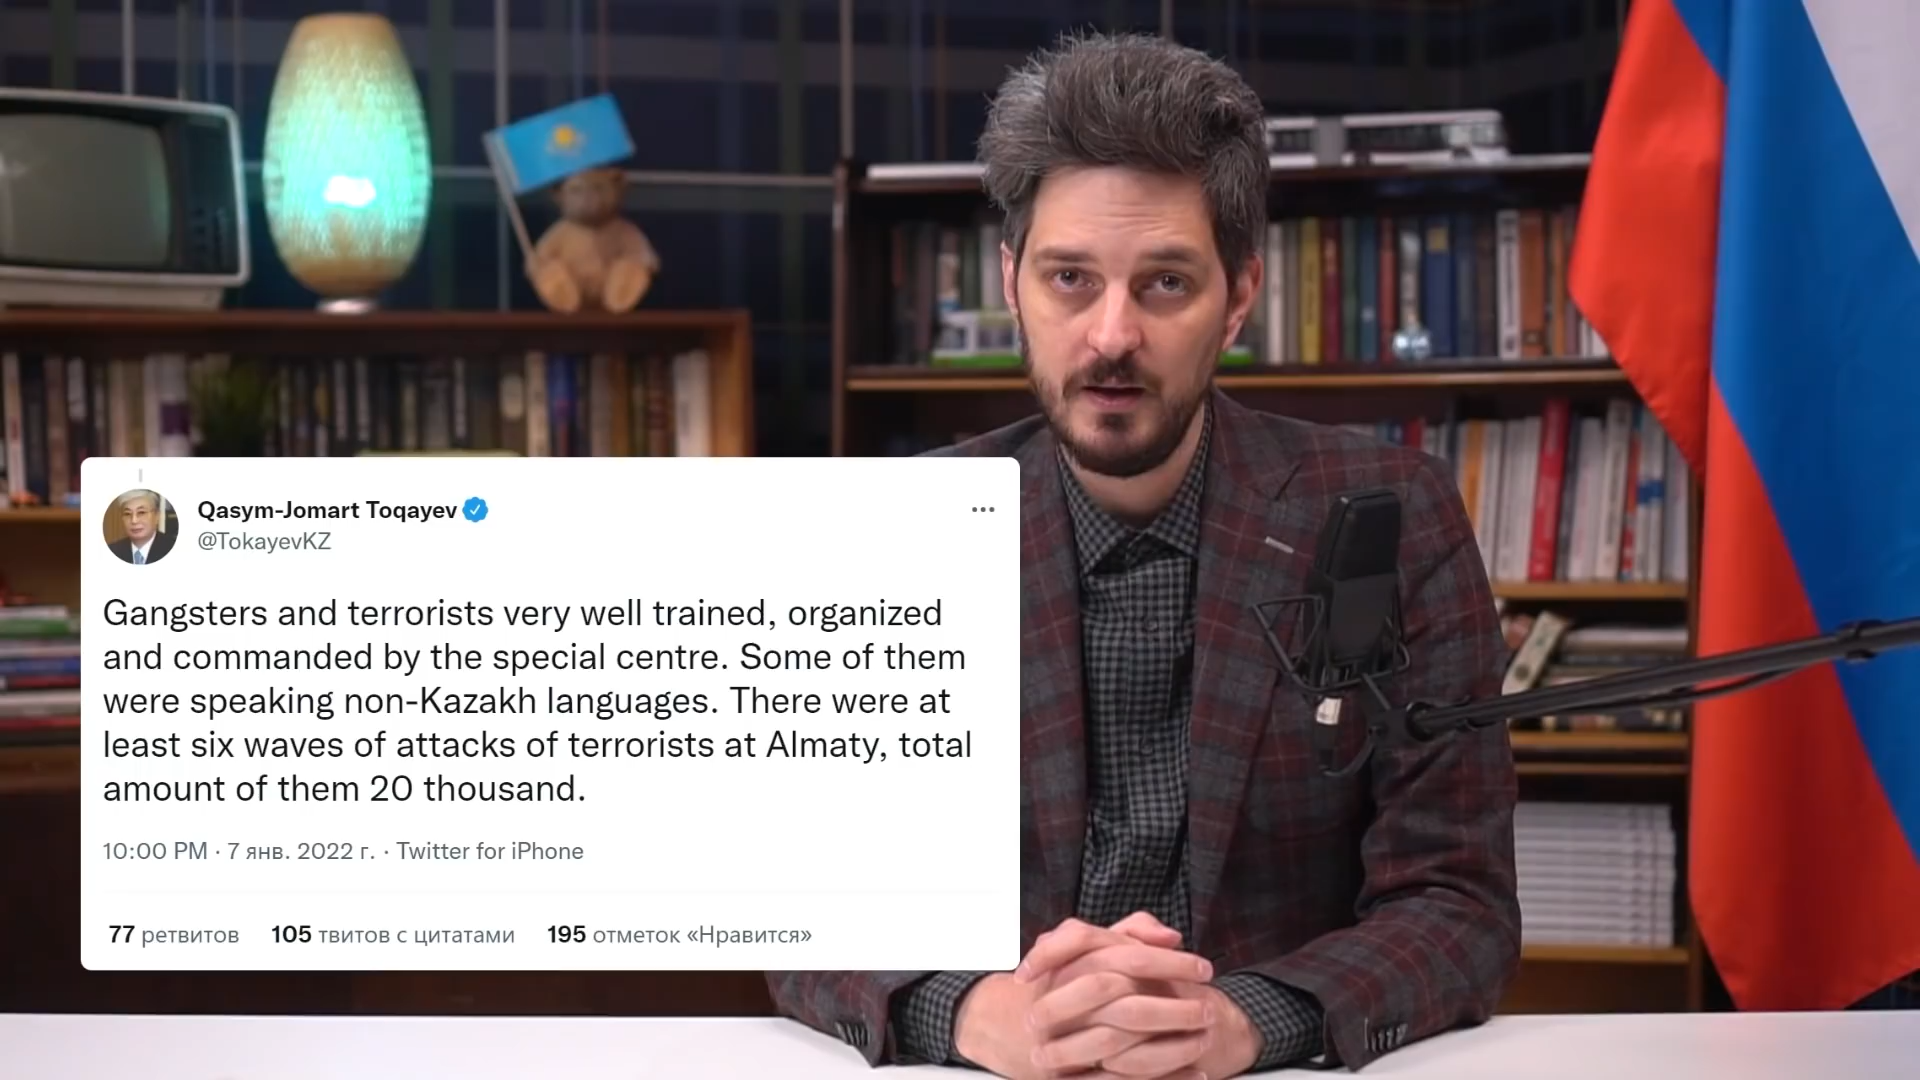 Qasym-Jomart Toqayev
@TokayevKZ
Gangsters and terrorists very well trained, organized
and commanded by the special centre. Some of them
were speaking non-Kazakh languages. There were at
least six waves of attacks of terrorists at Almaty, total
amount of them 20 thousand.
10:00 PM · 7 янв. 2022 г. · Twitter for iPhone
77 ретвитов 105 твитов с цитатами 195 отметок «Нравится»